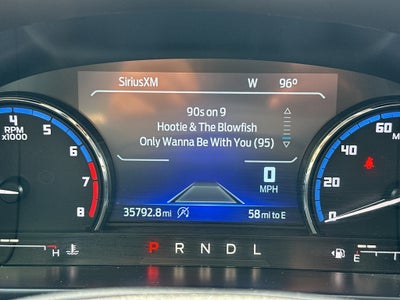 SiriusXM W 96º
90s on 9
Hootie & The Blowfish
Only Wanna Be With You (95)
4 5 6 7 8
RPM
x1000
0
MPH
0 20 40 60
35792.8 mi 58 mi to E
H E
P R N D L